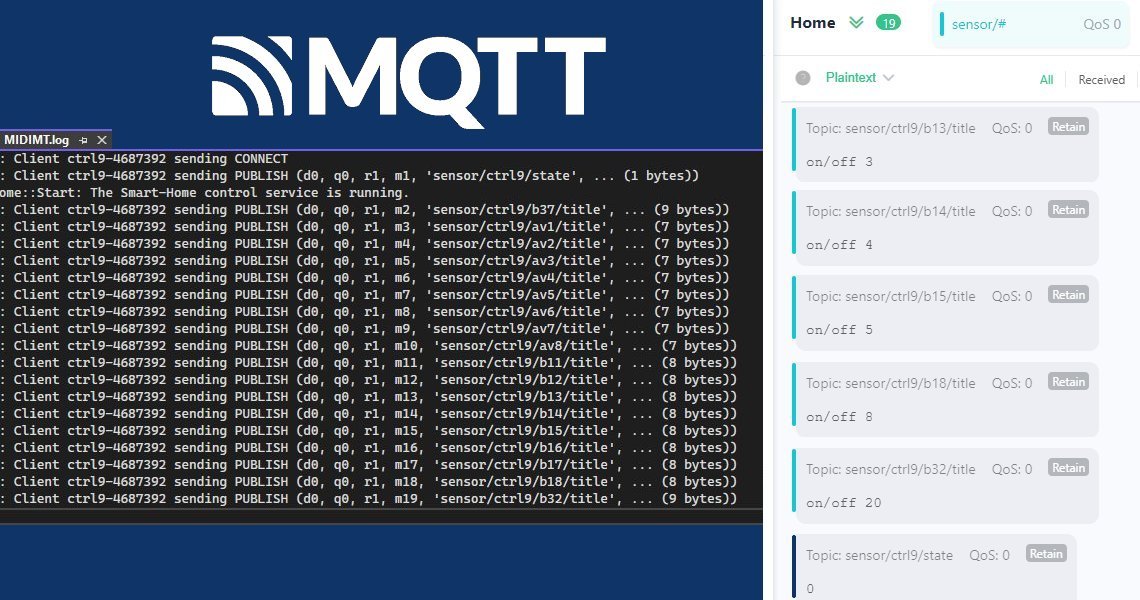 MQTT
MIDIMT.log
: Client ctrl9-4687392 sending CONNECT
: Client ctrl9-4687392 sending PUBLISH (d0, q0, r1, m1, 'sensor/ctrl9/state', ... (1 bytes))
ome::Start: The Smart-Home control service is running.
: Client ctrl9-4687392 sending PUBLISH (d0, q0, r1, m2, 'sensor/ctrl9/b37/title', ... (9 bytes))
: Client ctrl9-4687392 sending PUBLISH (d0, q0, r1, m3, 'sensor/ctrl9/av1/title', ... (7 bytes))
: Client ctrl9-4687392 sending PUBLISH (d0, q0, r1, m4, 'sensor/ctrl9/av2/title', ... (7 bytes))
: Client ctrl9-4687392 sending PUBLISH (d0, q0, r1, m5, 'sensor/ctrl9/av3/title', ... (7 bytes))
: Client ctrl9-4687392 sending PUBLISH (d0, q0, r1, m6, 'sensor/ctrl9/av4/title', ... (7 bytes))
: Client ctrl9-4687392 sending PUBLISH (d0, q0, r1, m7, 'sensor/ctrl9/av5/title', ... (7 bytes))
: Client ctrl9-4687392 sending PUBLISH (d0, q0, r1, m8, 'sensor/ctrl9/av6/title', ... (7 bytes))
: Client ctrl9-4687392 sending PUBLISH (d0, q0, r1, m9, 'sensor/ctrl9/av7/title', ... (7 bytes))
: Client ctrl9-4687392 sending PUBLISH (d0, q0, r1, m10, 'sensor/ctrl9/av8/title', ... (7 bytes))
: Client ctrl9-4687392 sending PUBLISH (d0, q0, r1, m11, 'sensor/ctrl9/b11/title', ... (8 bytes))
: Client ctrl9-4687392 sending PUBLISH (d0, q0, r1, m12, 'sensor/ctrl9/b12/title', ... (8 bytes))
: Client ctrl9-4687392 sending PUBLISH (d0, q0, r1, m13, 'sensor/ctrl9/b13/title', ... (8 bytes))
: Client ctrl9-4687392 sending PUBLISH (d0, q0, r1, m14, 'sensor/ctrl9/b14/title', ... (8 bytes))
: Client ctrl9-4687392 sending PUBLISH (d0, q0, r1, m15, 'sensor/ctrl9/b15/title', ... (8 bytes))
: Client ctrl9-4687392 sending PUBLISH (d0, q0, r1, m16, 'sensor/ctrl9/b16/title', ... (8 bytes))
: Client ctrl9-4687392 sending PUBLISH (d0, q0, r1, m17, 'sensor/ctrl9/b17/title', ... (8 bytes))
: Client ctrl9-4687392 sending PUBLISH (d0, q0, r1, m18, 'sensor/ctrl9/b18/title', ... (8 bytes))
: Client ctrl9-4687392 sending PUBLISH (d0, q0, r1, m19, 'sensor/ctrl9/b32/title', ... (9 bytes))
Home 19 sensor/# QoS 0
? Plaintext All Received
Topic: sensor/ctrl9/b13/title QoS: 0 Retain
on/off 3
Topic: sensor/ctrl9/b14/title QoS: 0 Retain
on/off 4
Topic: sensor/ctrl9/b15/title QoS: 0 Retain
on/off 5
Topic: sensor/ctrl9/b18/title QoS: 0 Retain
on/off 8
Topic: sensor/ctrl9/b32/title QoS: 0 Retain
on/off 20
Topic: sensor/ctrl9/state QoS: 0 Retain
0